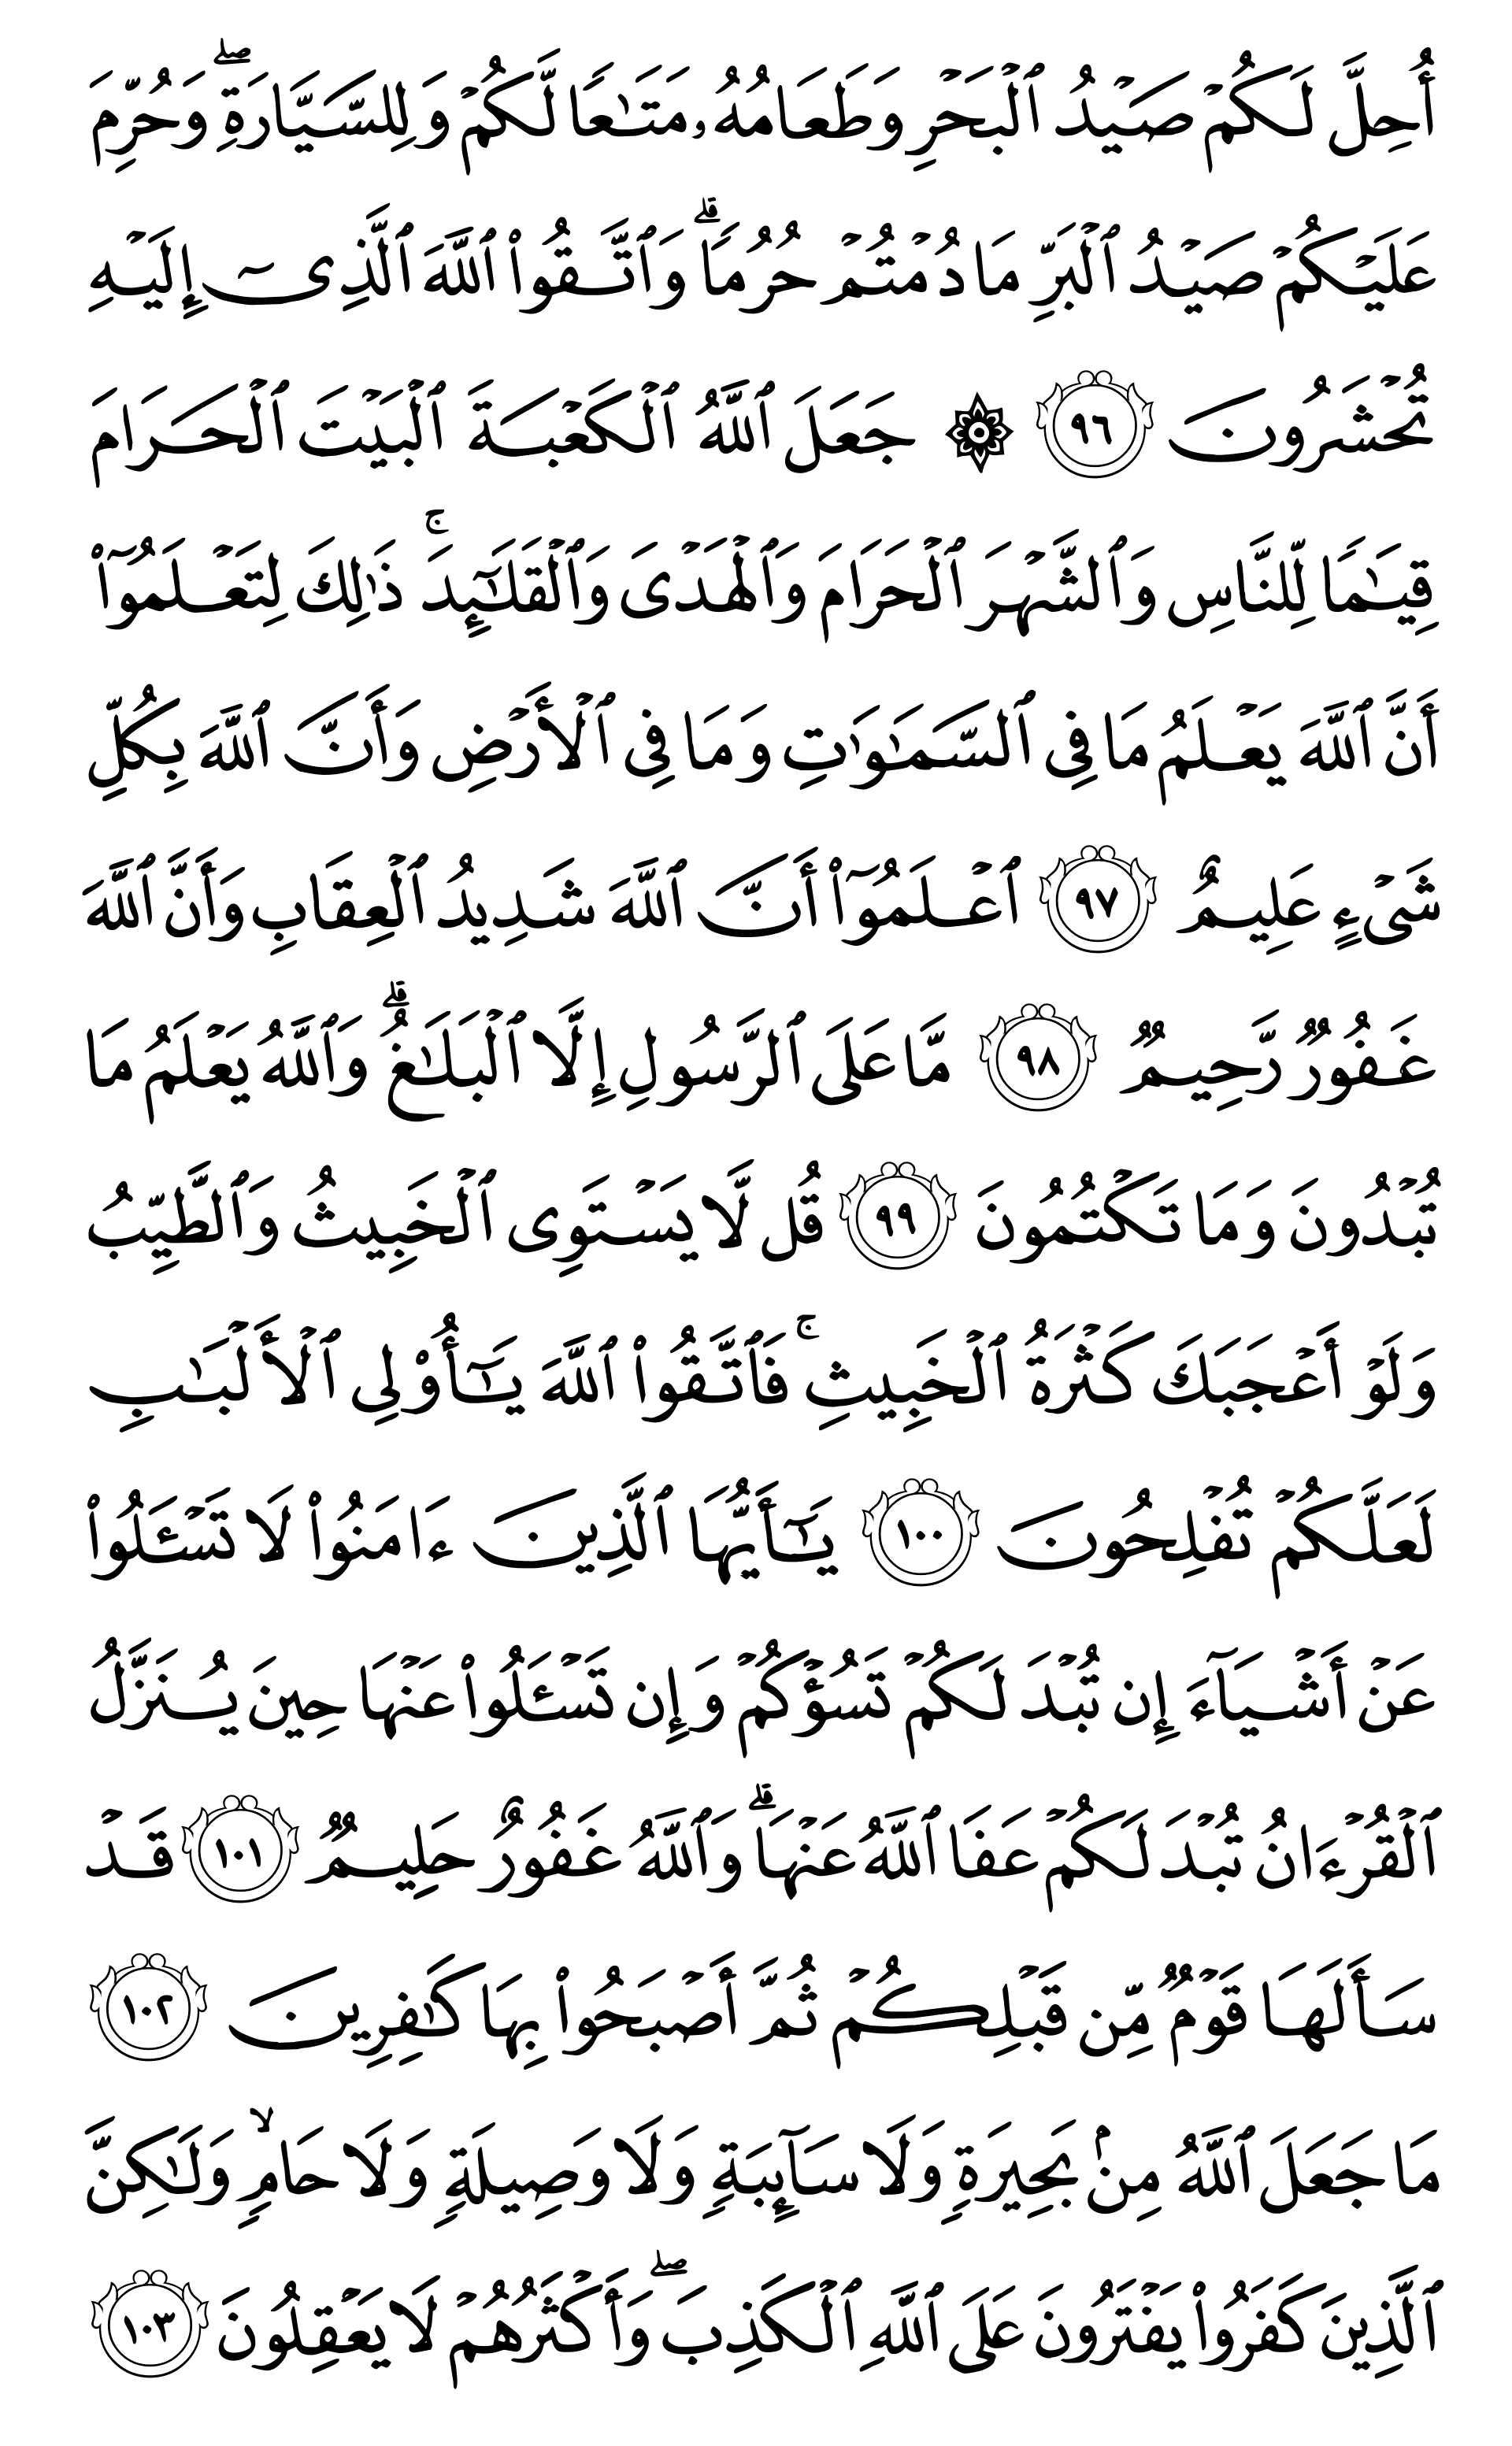 أُحِلَّ لَكُمۡ صَيۡدُ ٱلۡبَحۡرِ وَطَعَامُهُۥ مَتَٰعٗا لَّكُمۡ وَلِلسَّيَّارَةِۖ وَحُرِّمَ
عَلَيۡكُمۡ صَيۡدُ ٱلۡبَرِّ مَا دُمۡتُمۡ حُرُمٗاۗ وَٱتَّقُواْ ٱللَّهَ ٱلَّذِيٓ إِلَيۡهِ
تُحۡشَرُونَ ٩٦ ۞ جَعَلَ ٱللَّهُ ٱلۡكَعۡبَةَ ٱلۡبَيۡتَ ٱلۡحَرَامَ
قِيَٰمٗا لِّلنَّاسِ وَٱلشَّهۡرَ ٱلۡحَرَامَ وَٱلۡهَدۡيَ وَٱلۡقَلَٰٓئِدَۚ ذَٰلِكَ لِتَعۡلَمُوٓاْ
أَنَّ ٱللَّهَ يَعۡلَمُ مَا فِي ٱلسَّمَٰوَٰتِ وَمَا فِي ٱلۡأَرۡضِ وَأَنَّ ٱللَّهَ بِكُلِّ
شَيۡءٍ عَلِيمٌ ٩٧ ٱعۡلَمُوٓاْ أَنَّ ٱللَّهَ شَدِيدُ ٱلۡعِقَابِ وَأَنَّ ٱللَّهَ
غَفُورٞ رَّحِيمٞ ٩٨ مَّا عَلَى ٱلرَّسُولِ إِلَّا ٱلۡبَلَٰغُۗ وَٱللَّهُ يَعۡلَمُ مَا
تُبۡدُونَ وَمَا تَكۡتُمُونَ ٩٩ قُل لَّا يَسۡتَوِي ٱلۡخَبِيثُ وَٱلطَّيِّبُ
وَلَوۡ أَعۡجَبَكَ كَثۡرَةُ ٱلۡخَبِيثِۚ فَٱتَّقُواْ ٱللَّهَ يَٰٓأُوْلِي ٱلۡأَلۡبَٰبِ
لَعَلَّكُمۡ تُفۡلِحُونَ ١٠٠ يَٰٓأَيُّهَا ٱلَّذِينَ ءَامَنُواْ لَا تَسۡـَٔلُواْ
عَنۡ أَشۡيَآءَ إِن تُبۡدَ لَكُمۡ تَسُؤۡكُمۡ وَإِن تَسۡـَٔلُواْ عَنۡهَا حِينَ يُنَزَّلُ
ٱلۡقُرۡءَانُ تُبۡدَ لَكُمۡ عَفَا ٱللَّهُ عَنۡهَاۗ وَٱللَّهُ غَفُورٌ حَلِيمٞ ١٠١ قَدۡ
سَأَلَهَا قَوۡمٞ مِّن قَبۡلِكُمۡ ثُمَّ أَصۡبَحُواْ بِهَا كَٰفِرِينَ ١٠٢
مَا جَعَلَ ٱللَّهُ مِنۢ بَحِيرَةٖ وَلَا سَآئِبَةٖ وَلَا وَصِيلَةٖ وَلَا حَامٖ وَلَٰكِنَّ
ٱلَّذِينَ كَفَرُواْ يَفۡتَرُونَ عَلَى ٱللَّهِ ٱلۡكَذِبَۖ وَأَكۡثَرُهُمۡ لَا يَعۡقِلُونَ ١٠٣